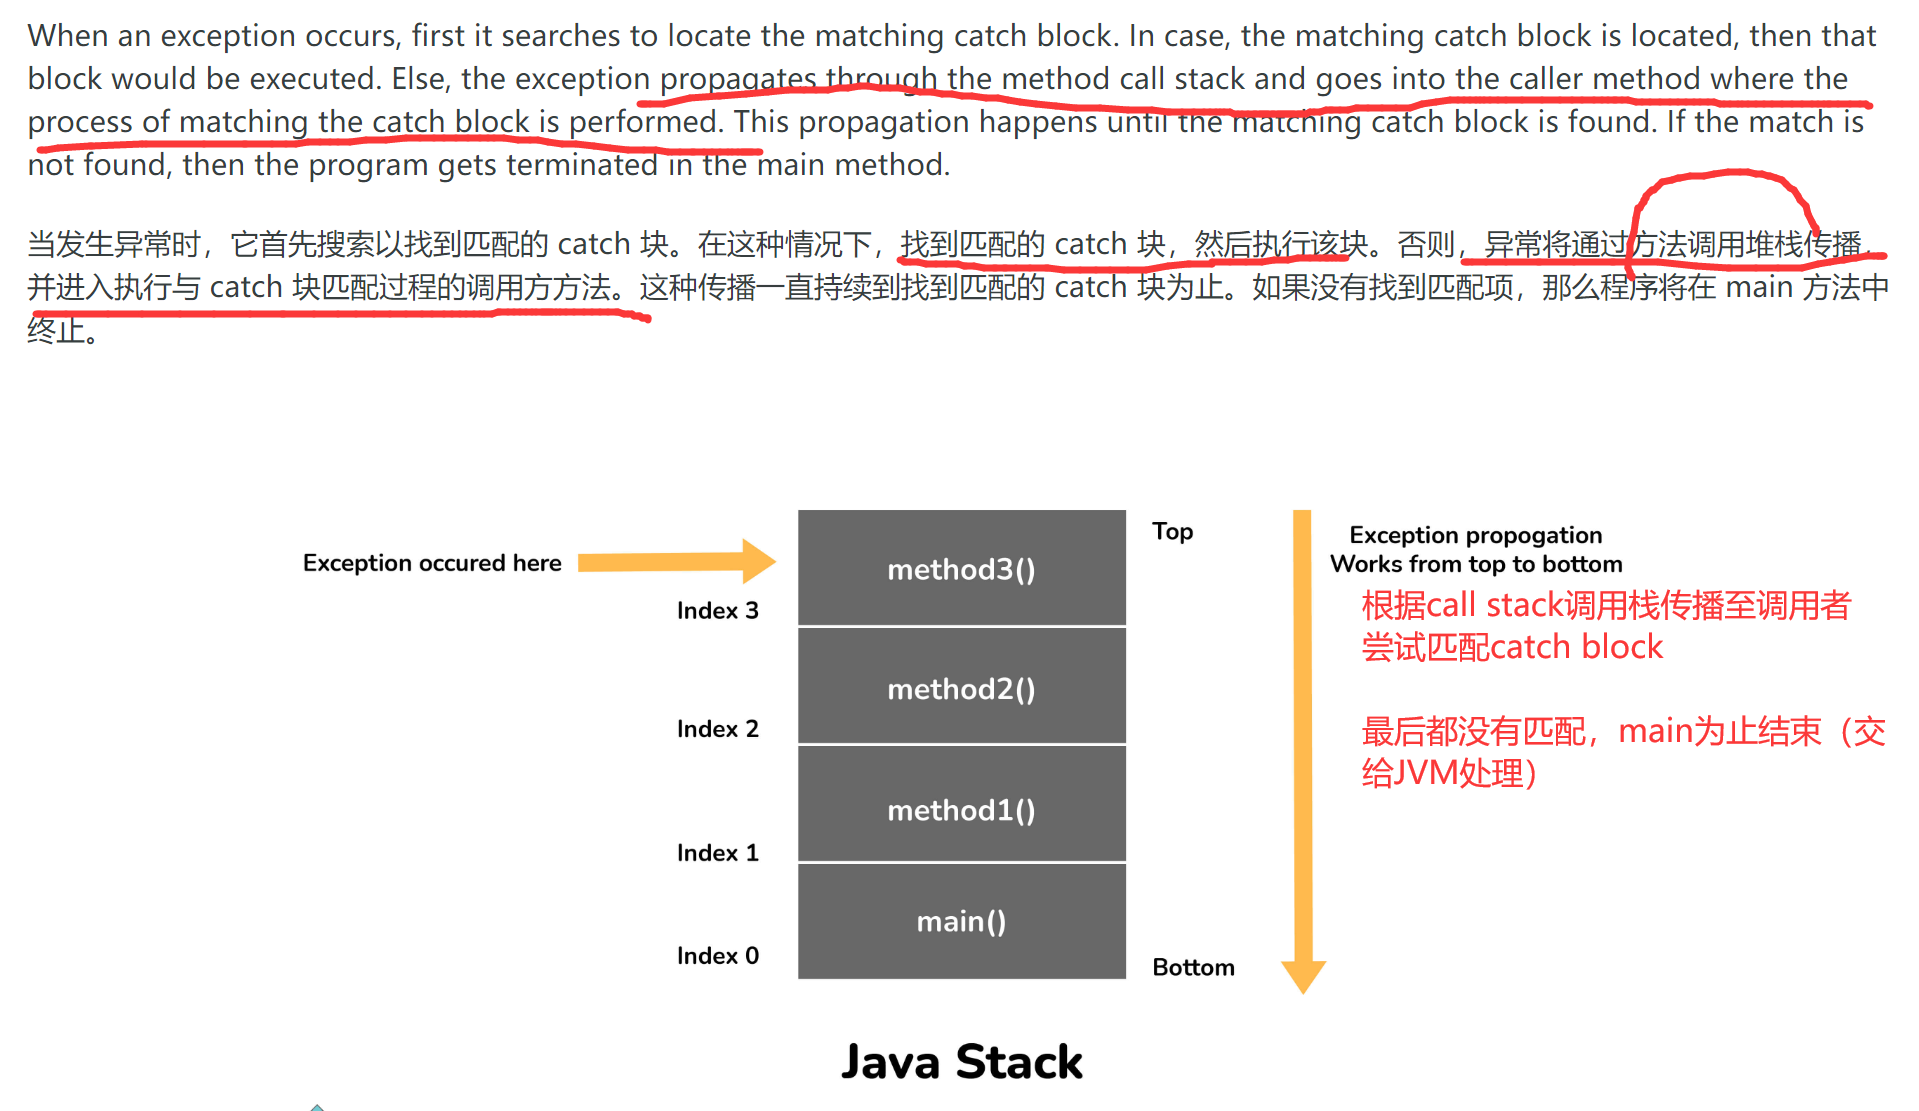 When an exception occurs, first it searches to locate the matching catch block. In case, the matching catch block is located, then that
block would be executed. Else, the exception propagates through the method call stack and goes into the caller method where the
process of matching the catch block is performed. This propagation happens until the matching catch block is found. If the match is
not found, then the program gets terminated in the main method.
当发生异常时，它首先搜索以找到匹配的 catch 块。在这种情况下，找到匹配的 catch 块，然后执行该块。否则，异常将通过方法调用堆栈传播，
并进入执行与 catch 块匹配过程的调用方方法。这种传播一直持续到找到匹配的 catch 块为止。如果没有找到匹配项，那么程序将在 main 方法中
终止。
Exception occured here
method3()
Top
Index 3
Exception propogation
Works from top to bottom
根据call stack调用栈传播至调用者
尝试匹配catch block
method2()
Index 2
最后都没有匹配，main为止结束（交
给JVM处理）
method1()
Index 1
main()
Index 0
Bottom
Java Stack